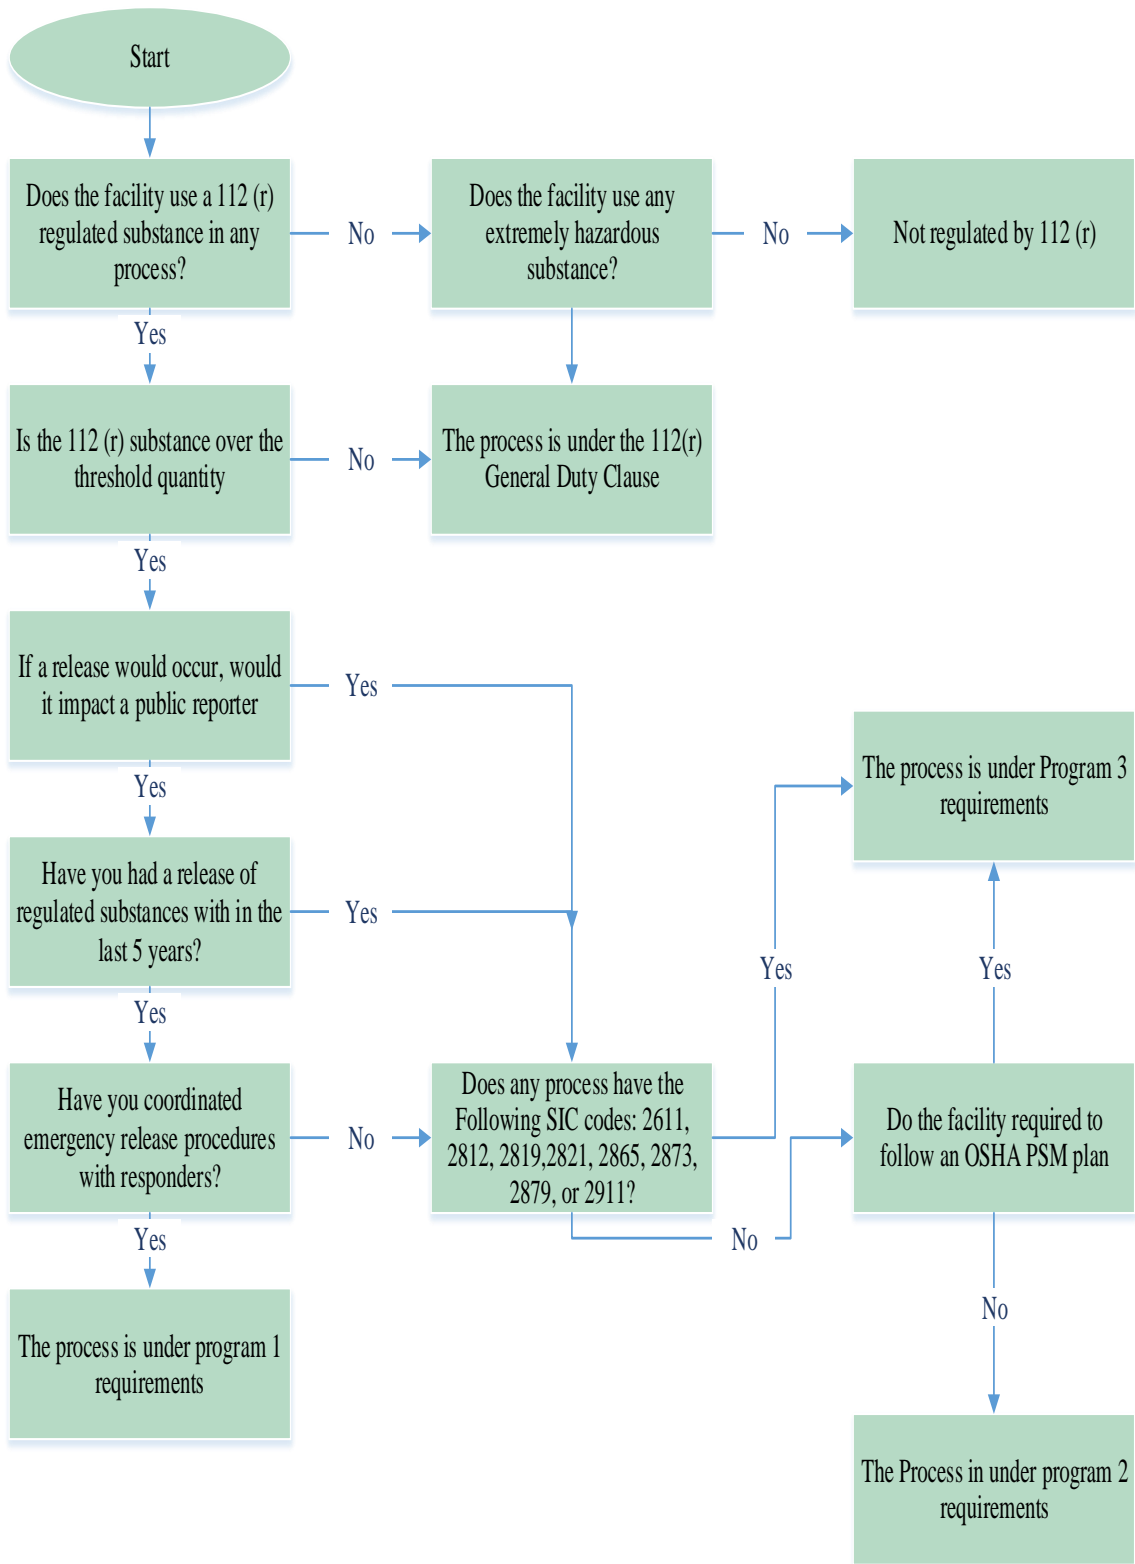 Start
Does the facility use a 112 (r)
regulated substance in any
process?
No
Does the facility use any
extremely hazardous
substance?
No
Not regulated by 112 (r)
Yes
Is the 112 (r) substance over the
threshold quantity
No
The process is under the 112(r)
General Duty Clause
Yes
If a release would occur, would
it impact a public reporter
Yes
Yes
The process is under Program 3
requirements
Have you had a release of
regulated substances with in the
last 5 years?
Yes
Yes
Yes
Yes
Have you coordinated
emergency release procedures
with responders?
No
Does any process have the
Following SIC codes: 2611,
2812, 2819,2821, 2865, 2873,
2879, or 2911?
Do the facility required to
follow an OSHA PSM plan
Yes
No
No
The process is under program 1
requirements
The Process in under program 2
requirements